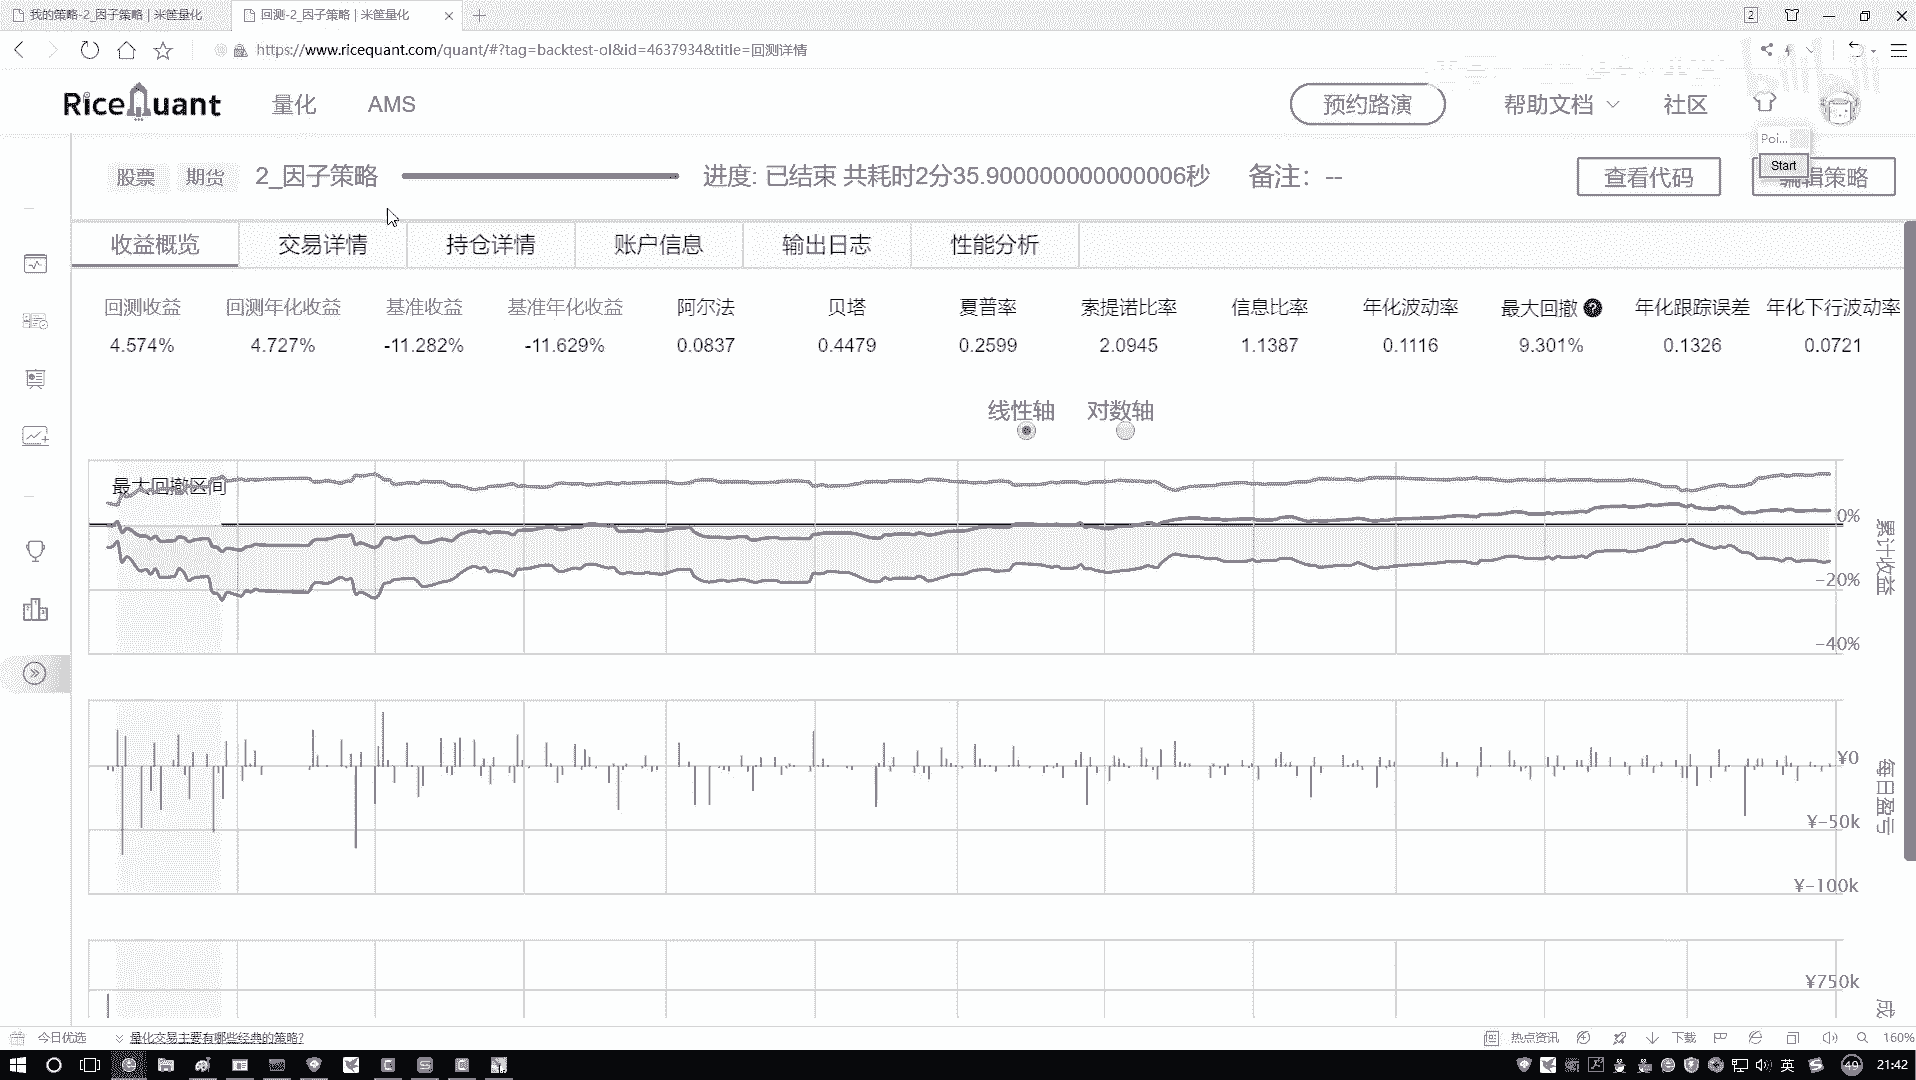 我的策略-2_因子策略 | 米筐量化
回测-2_因子策略 | 米筐量化
2
https://www.ricequant.com/quant/#?tag=backtest-ol&id=4637934&title=回测详情
RiceQuant 量化 AMS 预约路演 帮助文档 社区
Poi...
Start
股票 期货 2_因子策略 进度: 已结束 共耗时2分35.900000000000006秒 备注: -- 查看代码 编辑策略
收益概览 交易详情 持仓详情 账户信息 输出日志 性能分析
回测收益 回测年化收益 基准收益 基准年化收益 阿尔法 贝塔 夏普率 索提诺比率 信息比率 年化波动率 最大回撤 ? 年化跟踪误差 年化下行波动率
4.574% 4.727% -11.282% -11.629% 0.0837 0.4479 0.2599 2.0945 1.1387 0.1116 9.301% 0.1326 0.0721
线性轴 对数轴
最大回撤区间
0%
-20%
-40%
累计收益
¥0
¥-50k
¥-100k
每日盈亏
¥750k
成
今日优选 量化交易主要有哪些经典的策略? 热点资讯 下载 160%
英 49 21:42